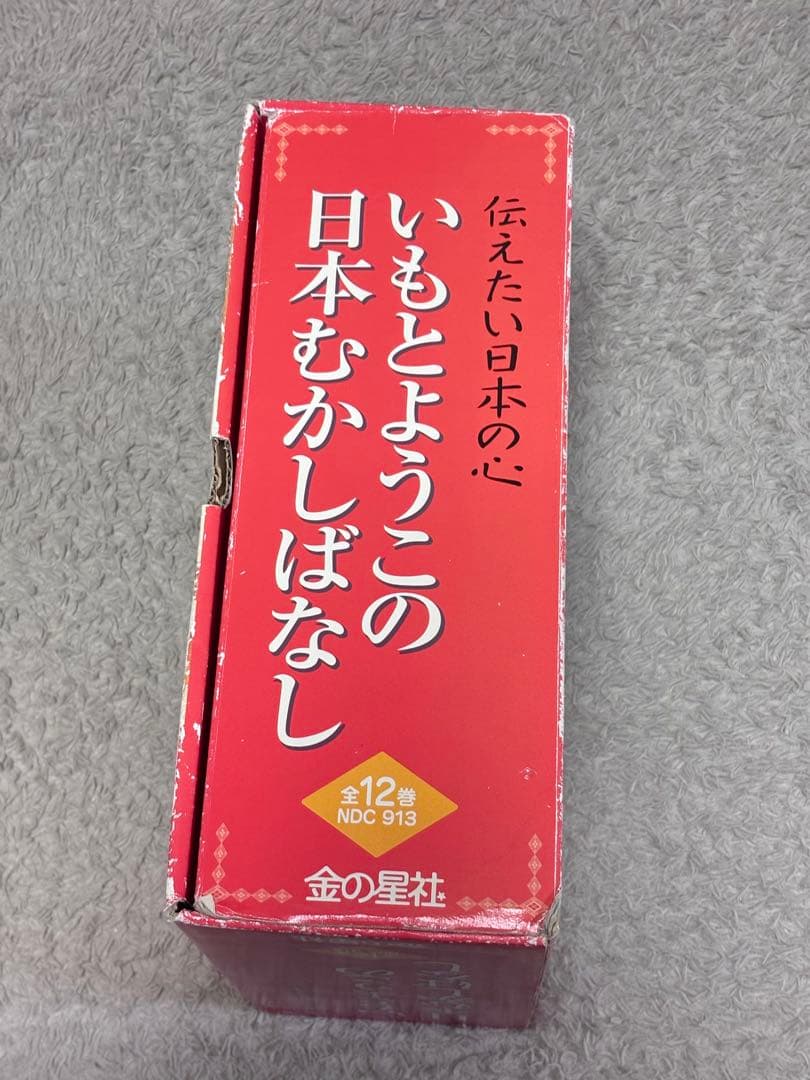 伝えたい日本の心
いもとようこの
日本むかしばなし
全12巻
NDC 913
金の星社